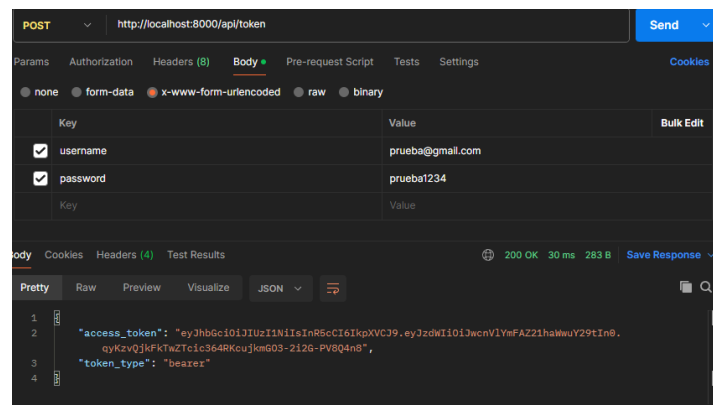 POST http://localhost:8000/api/token Send
Params Authorization Headers (8) Body Pre-request Script Tests Settings Cookies
none form-data x-www-form-urlencoded raw binary
Key Value Bulk Edit
username prueba@gmail.com
password prueba1234
Key Value
Body Cookies Headers (4) Test Results 200 OK 30 ms 283 B Save Response
Pretty Raw Preview Visualize JSON
1 {
2 "access_token": "eyJhbGciOiJIUzI1NiIsInR5cCI6IkpXVCJ9.eyJzdWIiOiJwcnVlYmFAZ21haWwuY29tIn0.
qyKzvQjkFkTwZTcic364RKcujkmGO3-2i2G-PV8Q4n8",
3 "token_type": "bearer"
4 }